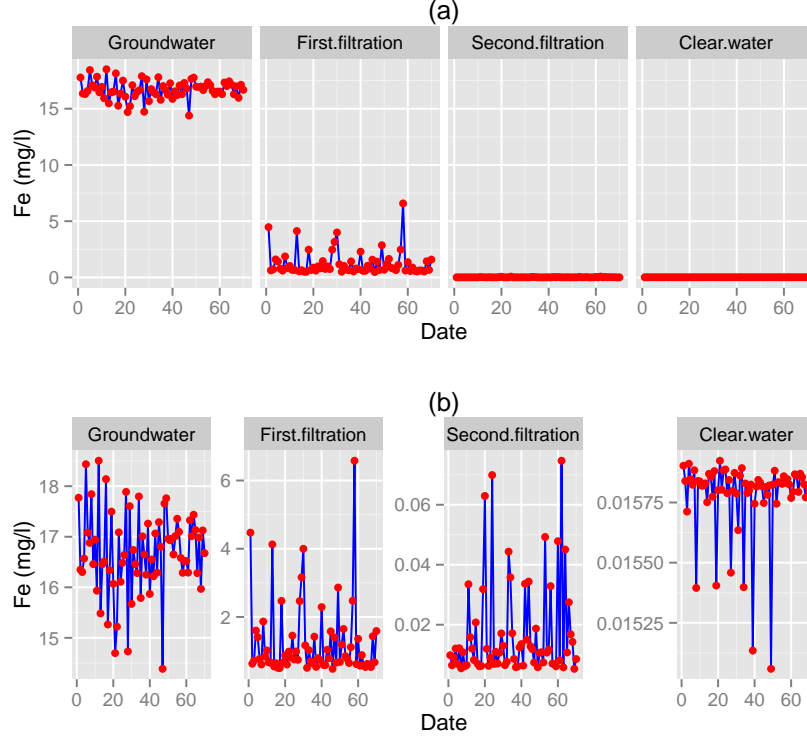 (a)
Groundwater First.filtration Second.filtration Clear.water
Fe (mg/l)
15
10
5
0
0 20 40 60 0 20 40 60 0 20 40 60 0 20 40 60
Date
(b)
Groundwater First.filtration Second.filtration Clear.water
Fe (mg/l)
18 6 0.06 0.01575
17 4 0.04 0.01550
16 2 0.02 0.01525
15
0 20 40 60 0 20 40 60 0 20 40 60 0 20 40 60
Date